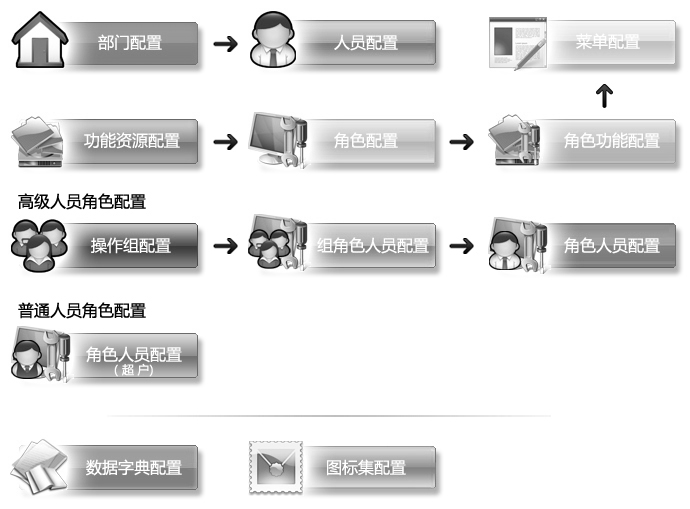 部门配置
人员配置
菜单配置
功能资源配置
角色配置
角色功能配置
高级人员角色配置
操作组配置
组角色人员配置
角色人员配置
普通人员角色配置
角色人员配置
(超户)
数据字典配置
图标集配置